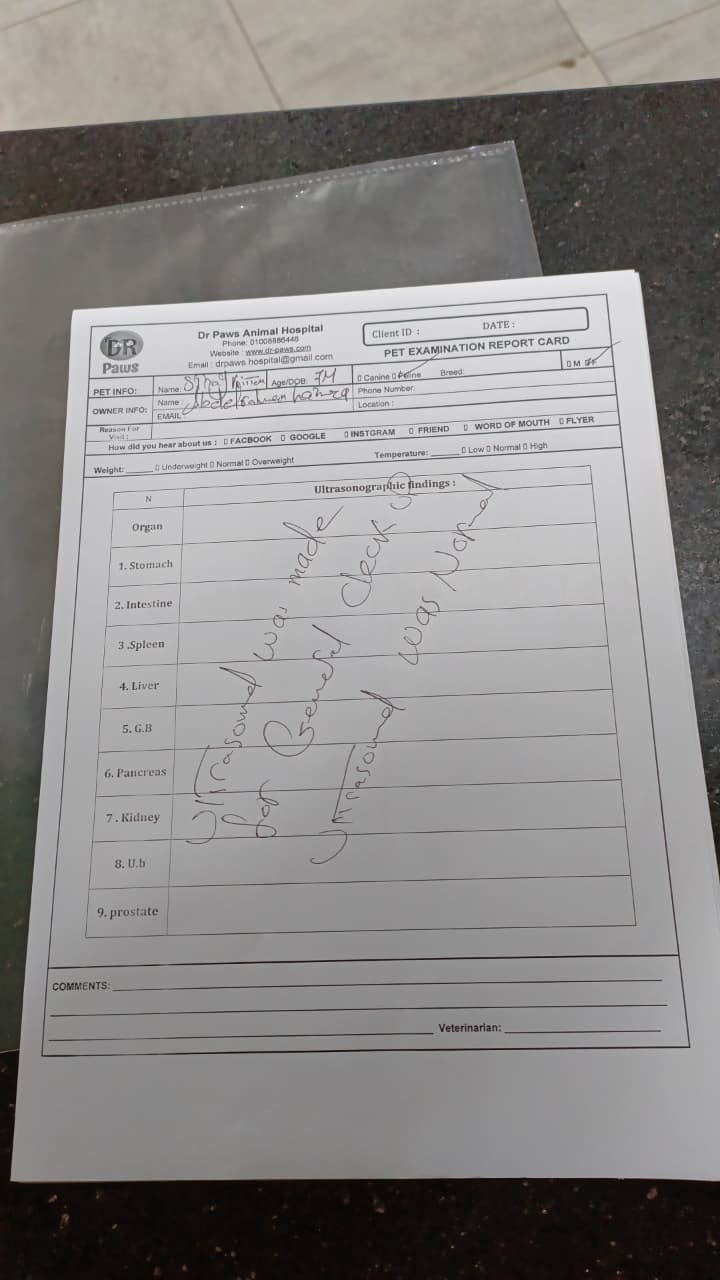 DR
Paws
Dr Paws Animal Hospital
Phone: 01008886446
Website : www.dr-paws.com
Email : drpaws.hospital@gmail.com
Client ID : DATE :
PET EXAMINATION REPORT CARD
PET INFO: Name: Age/DOB: 7M ▯ Canine ▯ Feline Breed: ▯ M ▯ F
OWNER INFO: Name : Phone Number:
EMAIL Location :
Reason For
Visit :
How did you hear about us : ▯ FACBOOK ▯ GOOGLE ▯ INSTGRAM ▯ FRIEND ▯ WORD OF MOUTH ▯ FLYER
Weight: ______ ▯ Underweight ▯ Normal ▯ Overweight Temperature: ______ ▯ Low ▯ Normal ▯ High
N Ultrasonographic findings :
Organ
1. Stomach
2. Intestine
3 .Spleen
4. Liver
5. G.B
6. Pancreas
7 . Kidney
8. U.b
9. prostate
Ultrasound was made
for General check up
Ultrasound was Normal
COMMENTS:
Veterinarian: